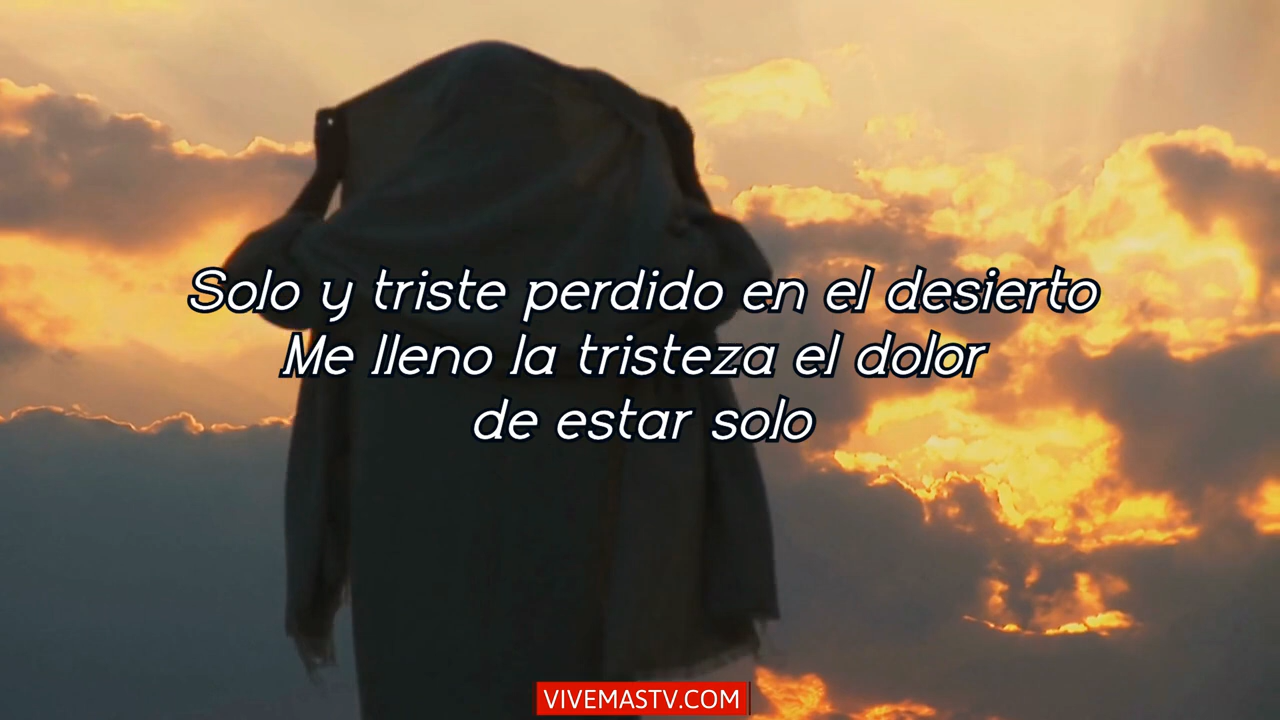 Solo y triste perdido en el desierto
Me lleno la tristeza el dolor
de estar solo
VIVEMASTV.COM